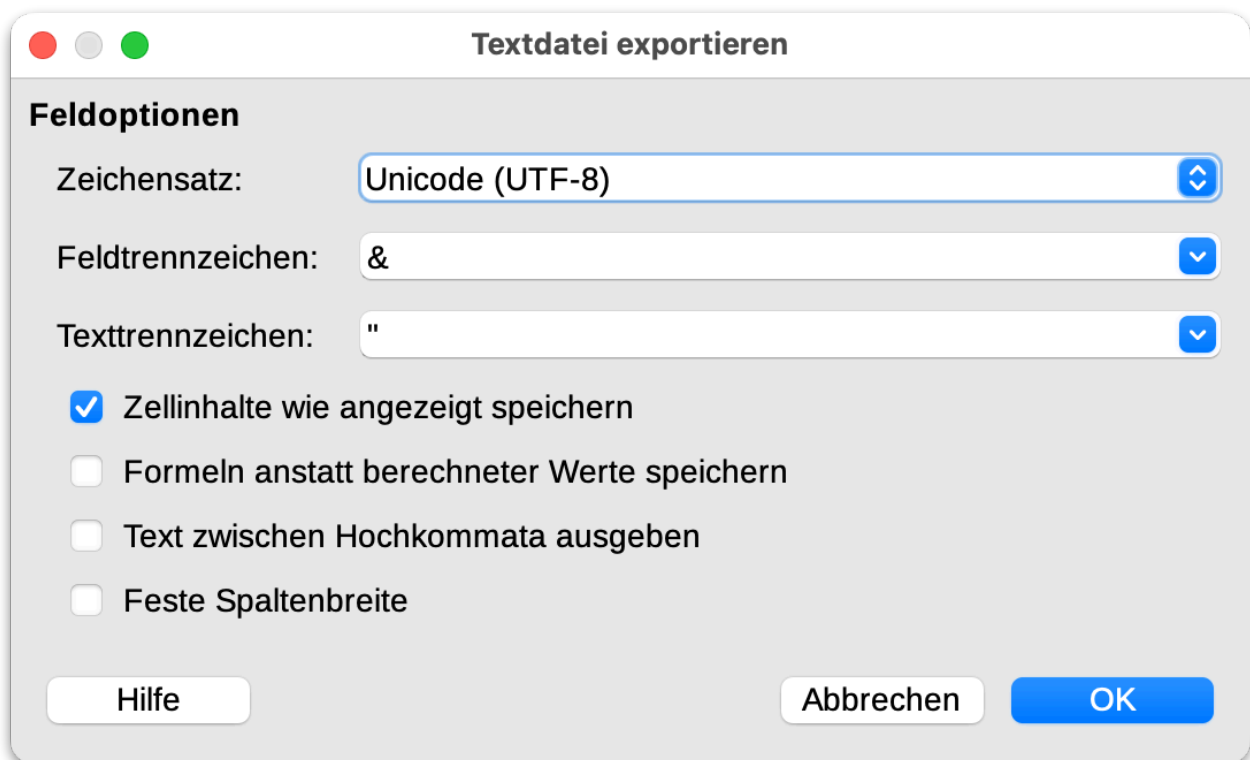 Textdatei exportieren
Feldoptionen
Zeichensatz: Unicode (UTF-8)
Feldtrennzeichen: &
Texttrennzeichen: "
Zellinhalte wie angezeigt speichern
Formeln anstatt berechneter Werte speichern
Text zwischen Hochkommata ausgeben
Feste Spaltenbreite
Hilfe Abbrechen OK